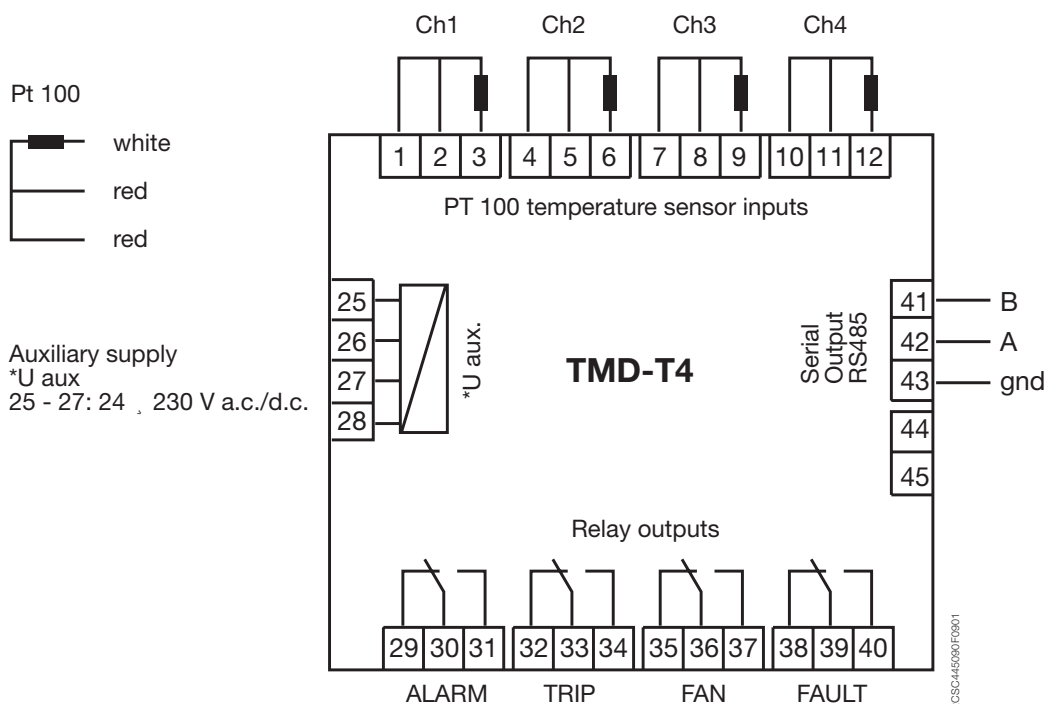 Ch1 Ch2 Ch3 Ch4
Pt 100
white
red
red
1 2 3 4 5 6 7 8 9 10 11 12
PT 100 temperature sensor inputs
Auxiliary supply
*U aux
25 - 27: 24 ¸ 230 V a.c./d.c.
25
26
27
28
*U aux.
TMD-T4
Serial
Output
RS485
41 B
42 A
43 gnd
44
45
Relay outputs
29 30 31 32 33 34 35 36 37 38 39 40
ALARM TRIP FAN FAULT
CSC445090F0901